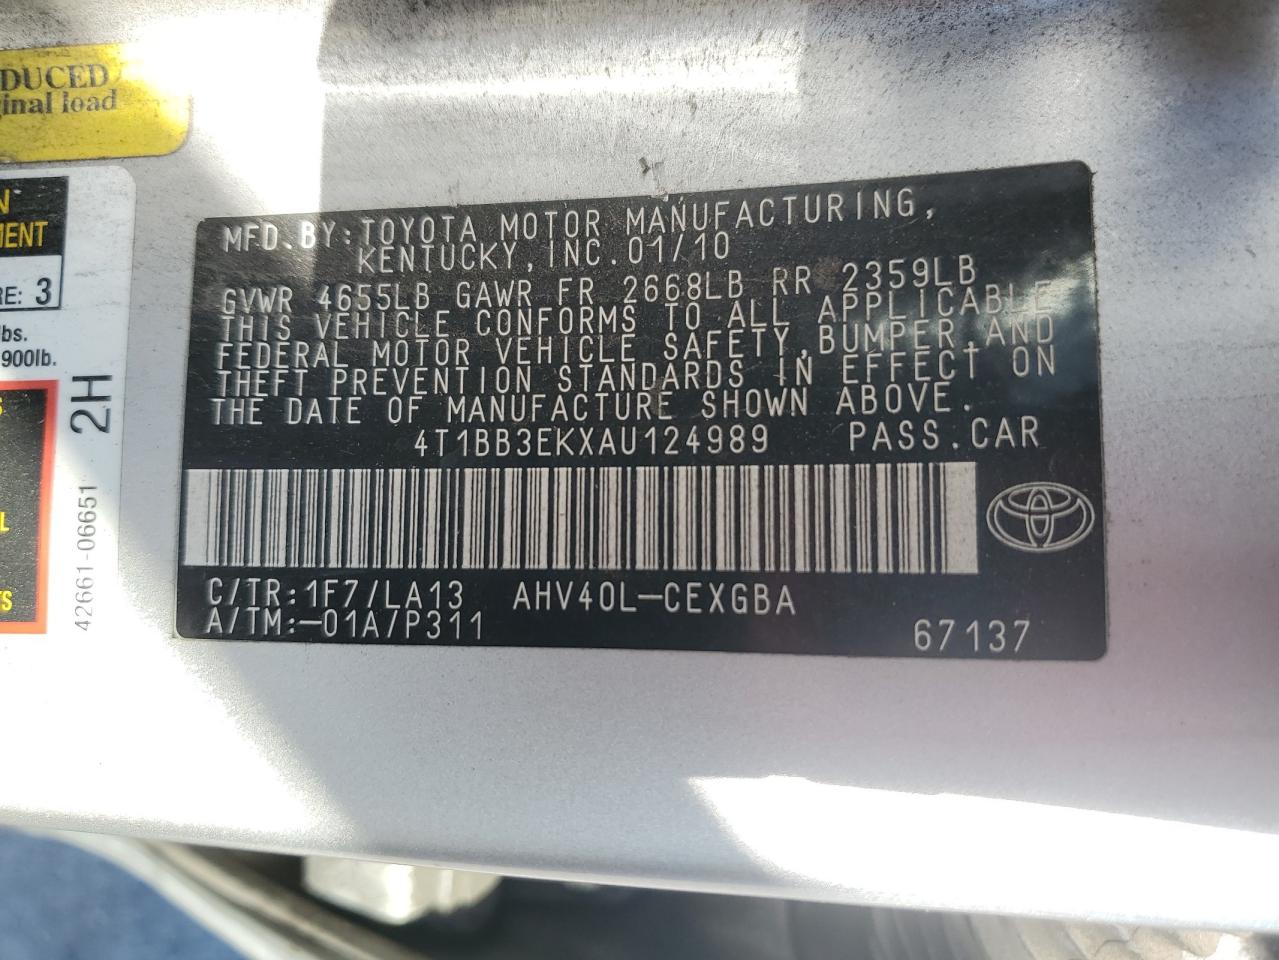 DUCED
ginal load
N
MENT
RE: 3
lbs.
900lb.
S
L
TS
2H
42661-06651
MFD.BY:TOYOTA MOTOR MANUFACTURING,
KENTUCKY,INC.01/10
GVWR 4655LB GAWR FR 2668LB RR 2359LB
THIS VEHICLE CONFORMS TO ALL APPLICABLE
FEDERAL MOTOR VEHICLE SAFETY,BUMPER,AND
THEFT PREVENTION STANDARDS IN EFFECT ON
THE DATE OF MANUFACTURE SHOWN ABOVE.
4T1BB3EKXAU124989 PASS.CAR
C/TR:1F7/LA13 AHV40L-CEXGBA
A/TM:-01A/P311 67137